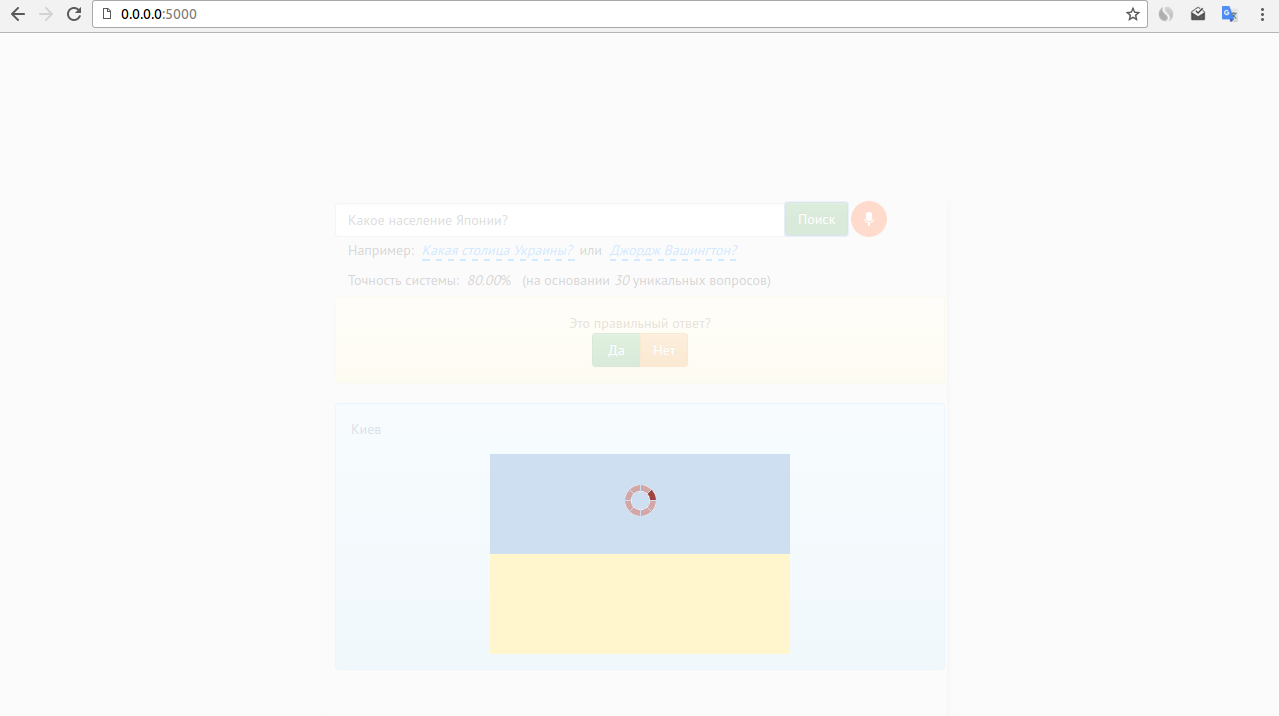 0.0.0.0:5000
Какое население Японии? Поиск
Например: Какая столица Украины? или Джордж Вашингтон?
Точность системы: 80.00% (на основании 30 уникальных вопросов)
Это правильный ответ?
Да Нет
Киев